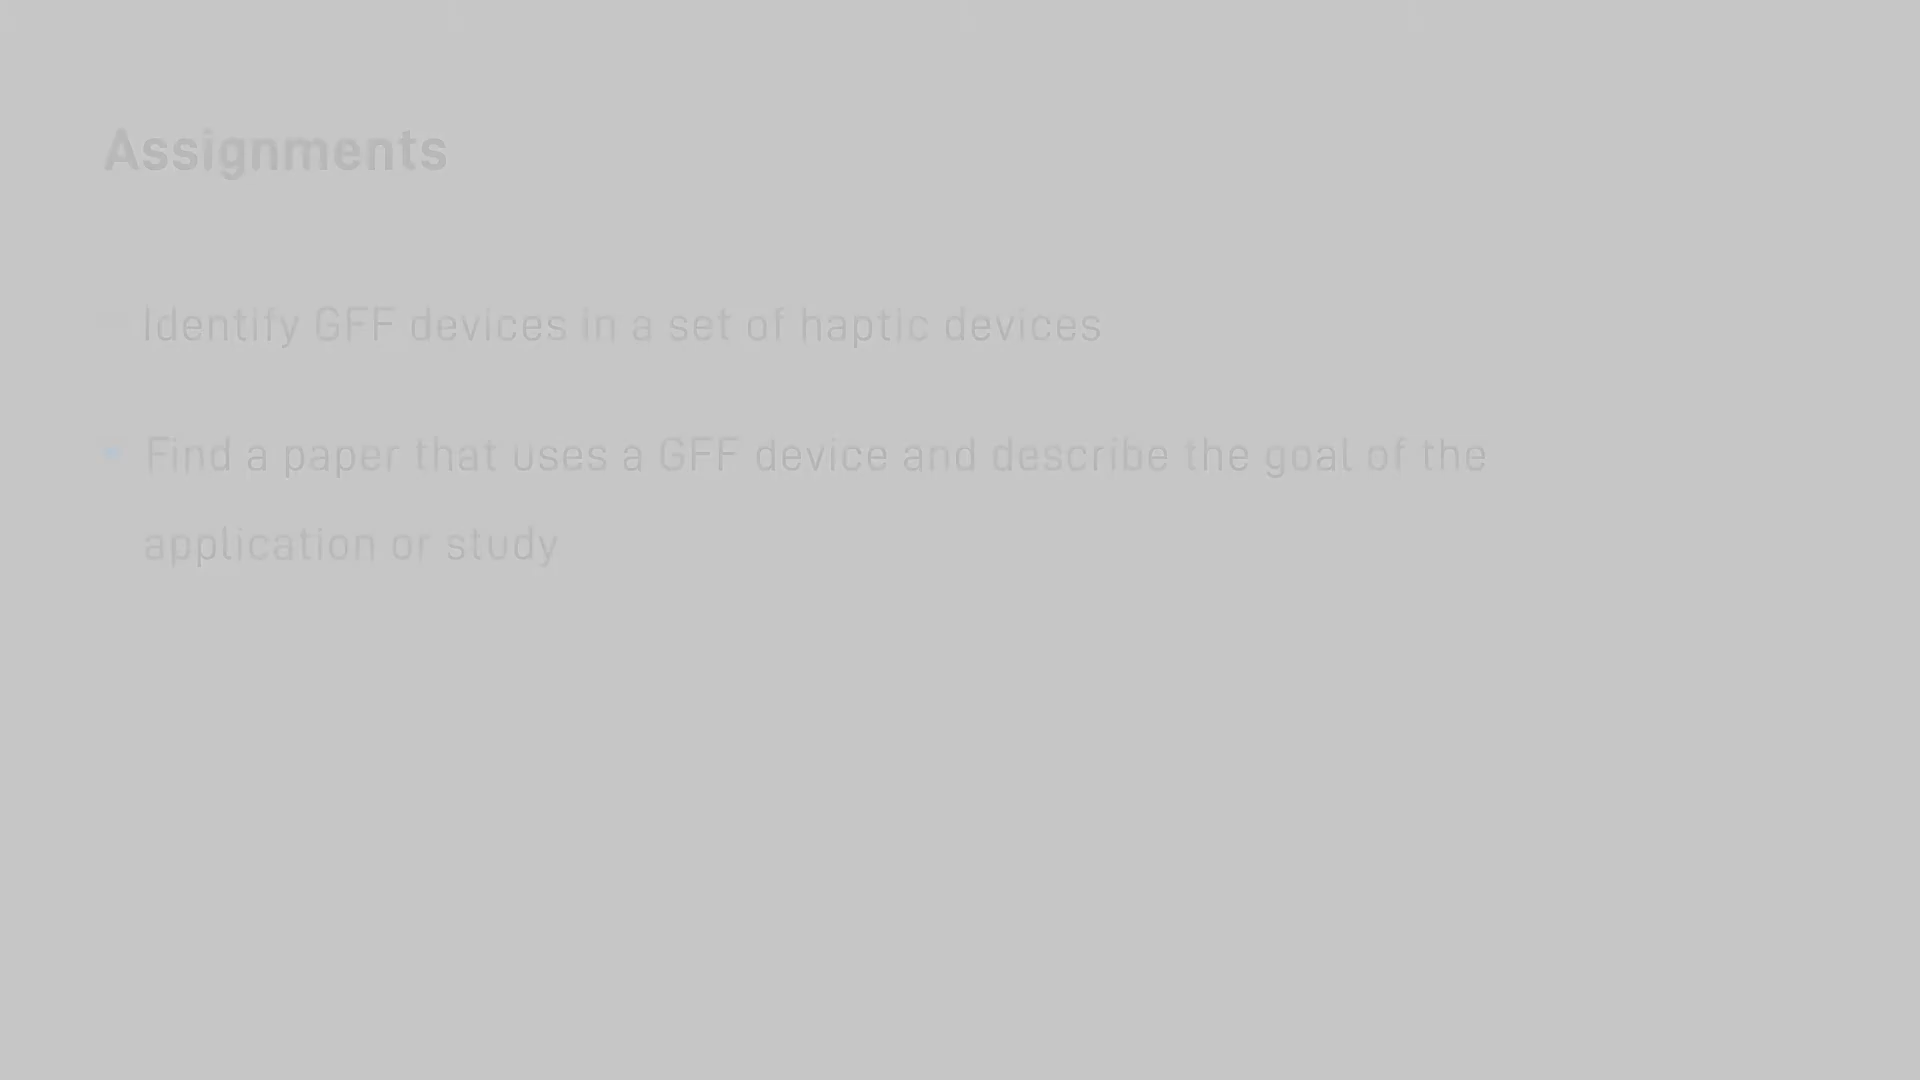 Assignments
Identify GFF devices in a set of haptic devices
Find a paper that uses a GFF device and describe the goal of the
application or study